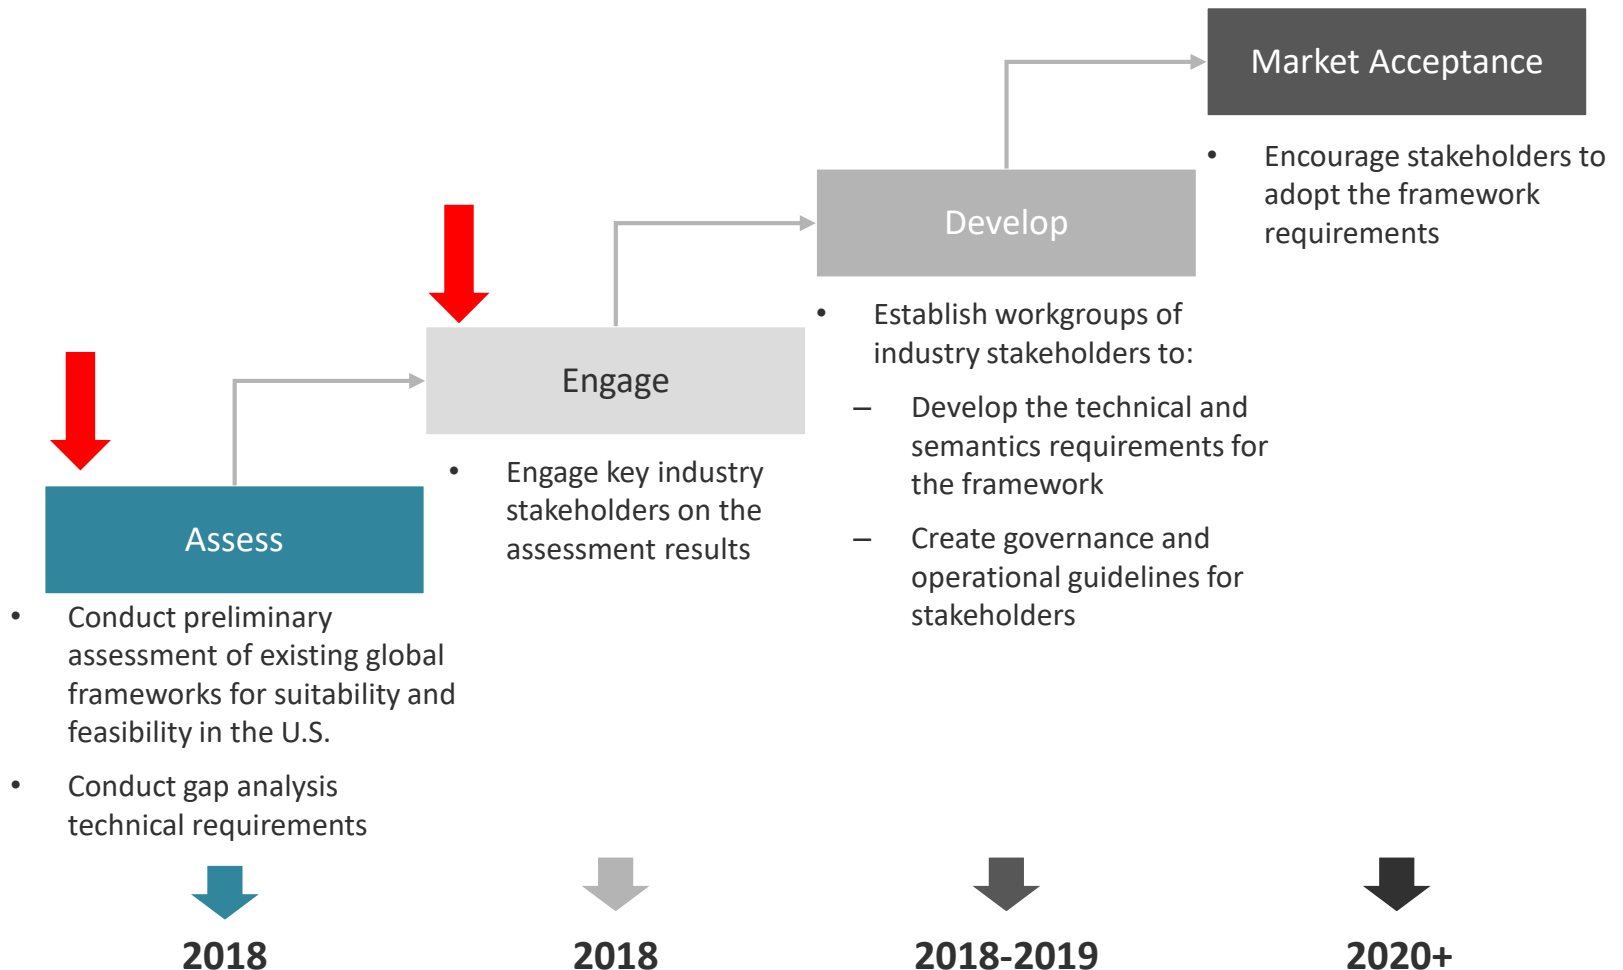 Market Acceptance
• Encourage stakeholders to
adopt the framework
requirements
Develop
• Establish workgroups of
industry stakeholders to:
– Develop the technical and
semantics requirements for
the framework
– Create governance and
operational guidelines for
stakeholders
Engage
• Engage key industry
stakeholders on the
assessment results
Assess
• Conduct preliminary
assessment of existing global
frameworks for suitability and
feasibility in the U.S.
• Conduct gap analysis
technical requirements
2018
2018
2018-2019
2020+